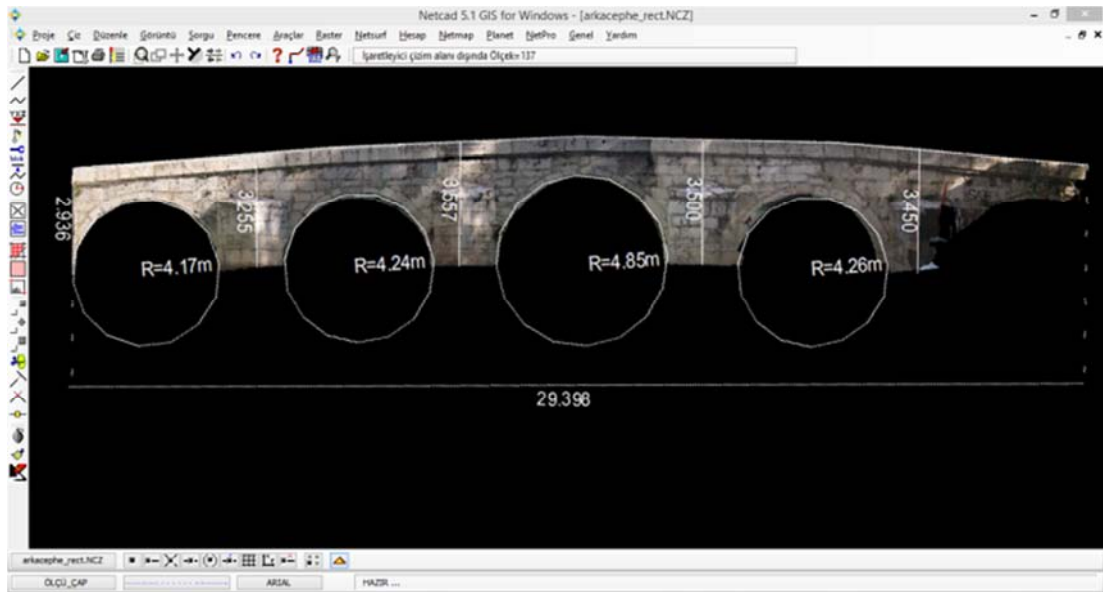 Netcad 5.1 GIS for Windows - [arkacephe_rect.NCZ]
Proje Çiz Düzenle Görüntü Sorgu Pencere Araçlar Raster Netsurf Hesap Netmap Planet NetPro Genel Yardım
İşaretleyici çizim alanı dışında Ölçek=137
2.936
3.255
3.557
3.500
3.450
R=4.17m
R=4.24m
R=4.85m
R=4.26m
29.398
arkacephe_rect.NCZ
ÖLÇÜ_ÇAP
ARIAL
HAZIR ...